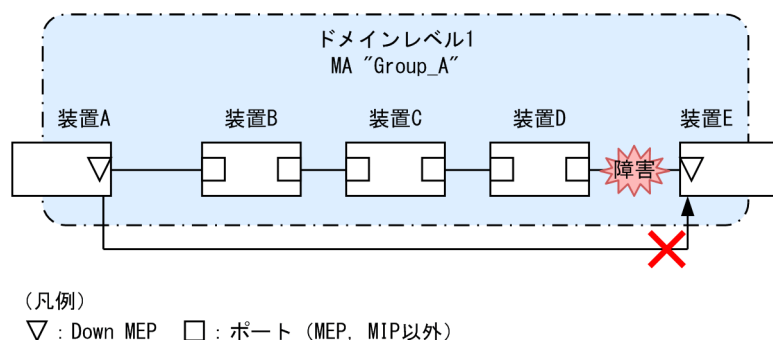 ドメインレベル1
MA "Group_A"
装置A 装置B 装置C 装置D 装置E
障害
(凡例)
▽ : Down MEP □ : ポート (MEP, MIP以外)